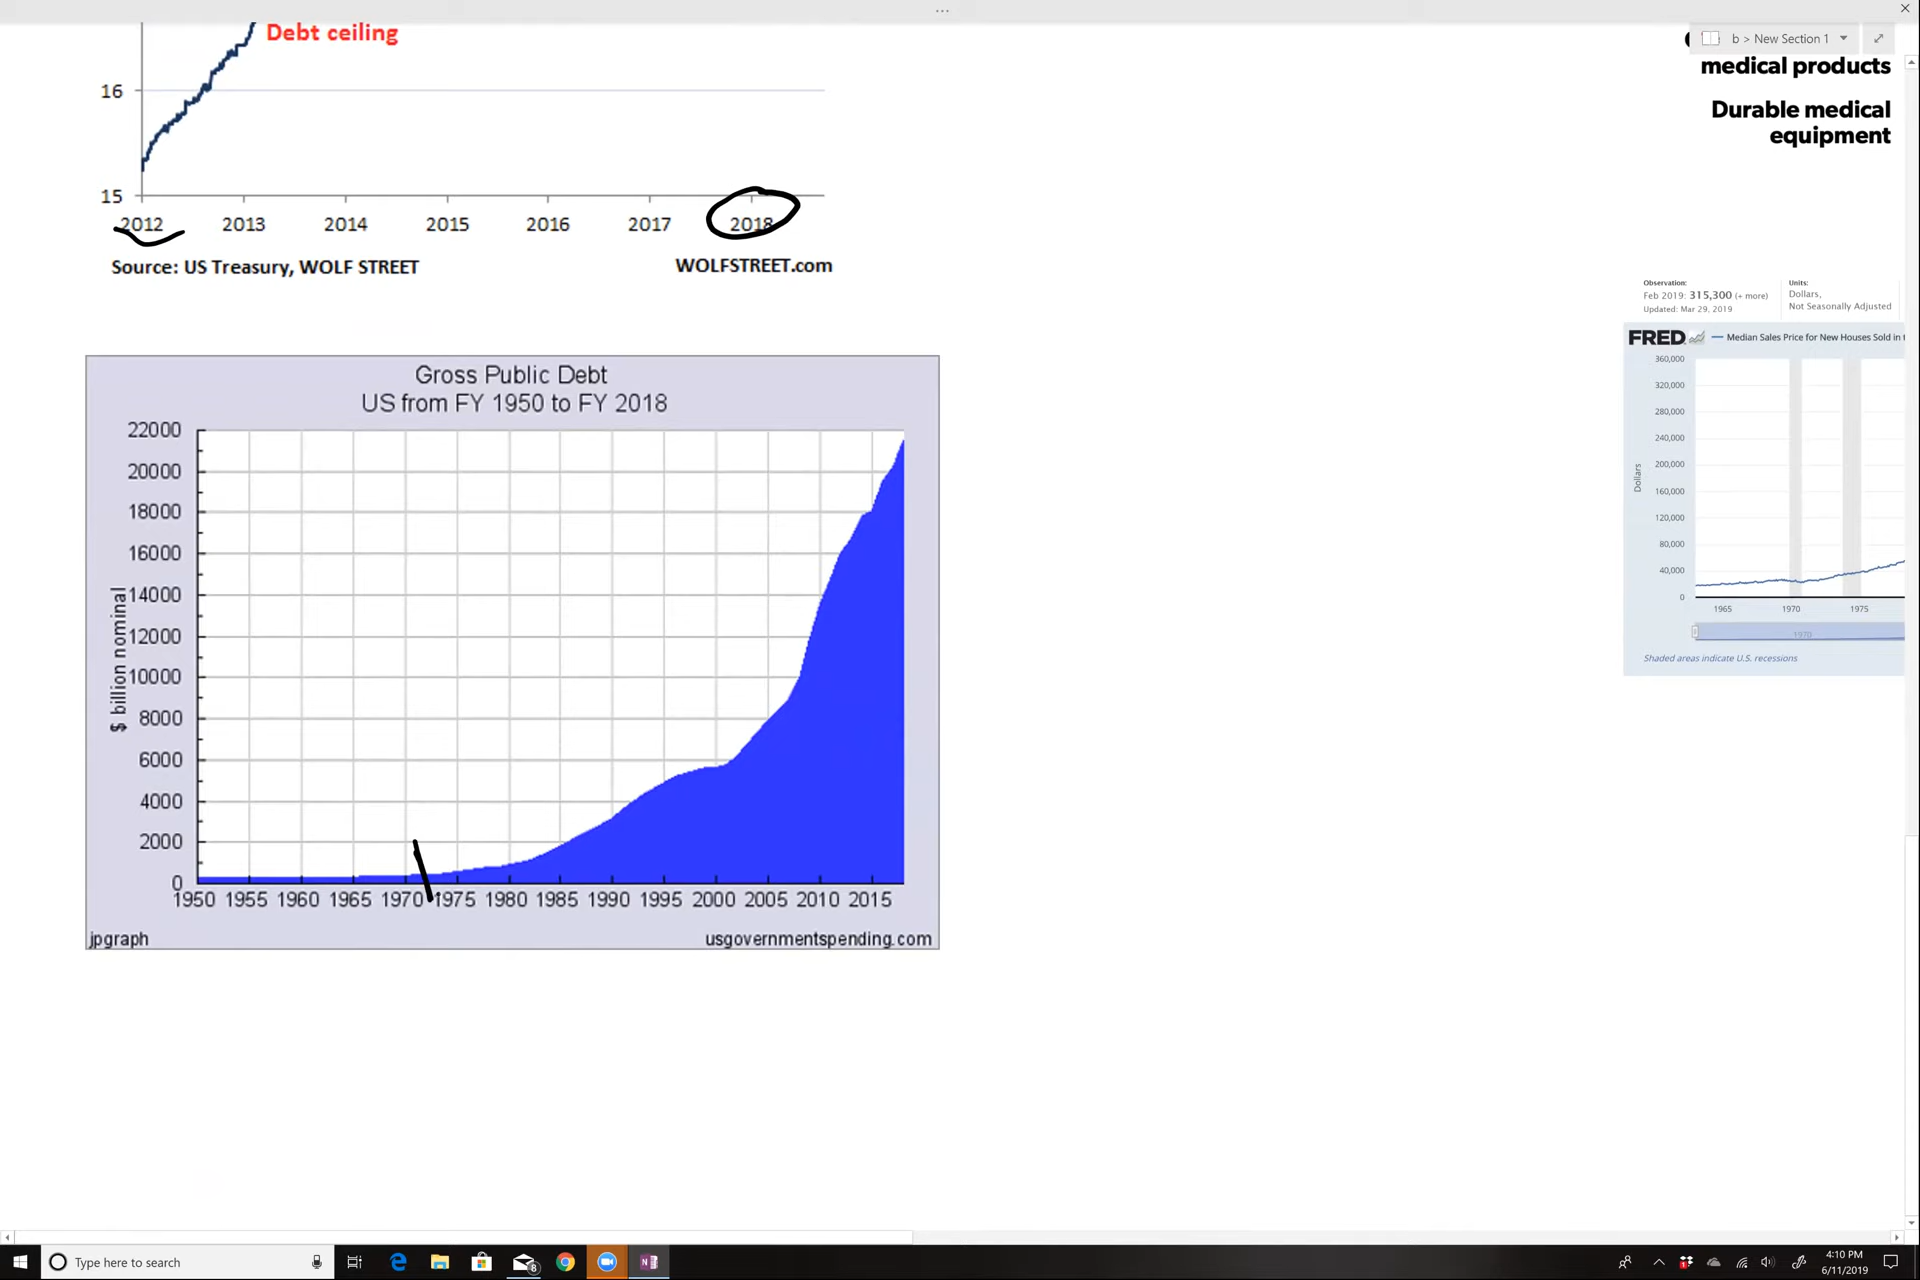 b > New Section 1
medical products
Durable medical
equipment
Debt ceiling
16
15
2012 2013 2014 2015 2016 2017 2018
Source: US Treasury, WOLF STREET
WOLFSTREET.com
Observation:
Feb 2019: 315,300 (+ more)
Updated: Mar 29, 2019
Units:
Dollars,
Not Seasonally Adjusted
FRED
Median Sales Price for New Houses Sold in
360,000
320,000
280,000
240,000
200,000
160,000
120,000
80,000
40,000
0
Dollars
1965 1970 1975
1970
Shaded areas indicate U.S. recessions
Gross Public Debt
US from FY 1950 to FY 2018
22000
20000
18000
16000
14000
12000
10000
8000
6000
4000
2000
0
$ billion nominal
1950 1955 1960 1965 1970 1975 1980 1985 1990 1995 2000 2005 2010 2015
jpgraph
usgovernmentspending.com
Type here to search
8
4:10 PM
6/11/2019